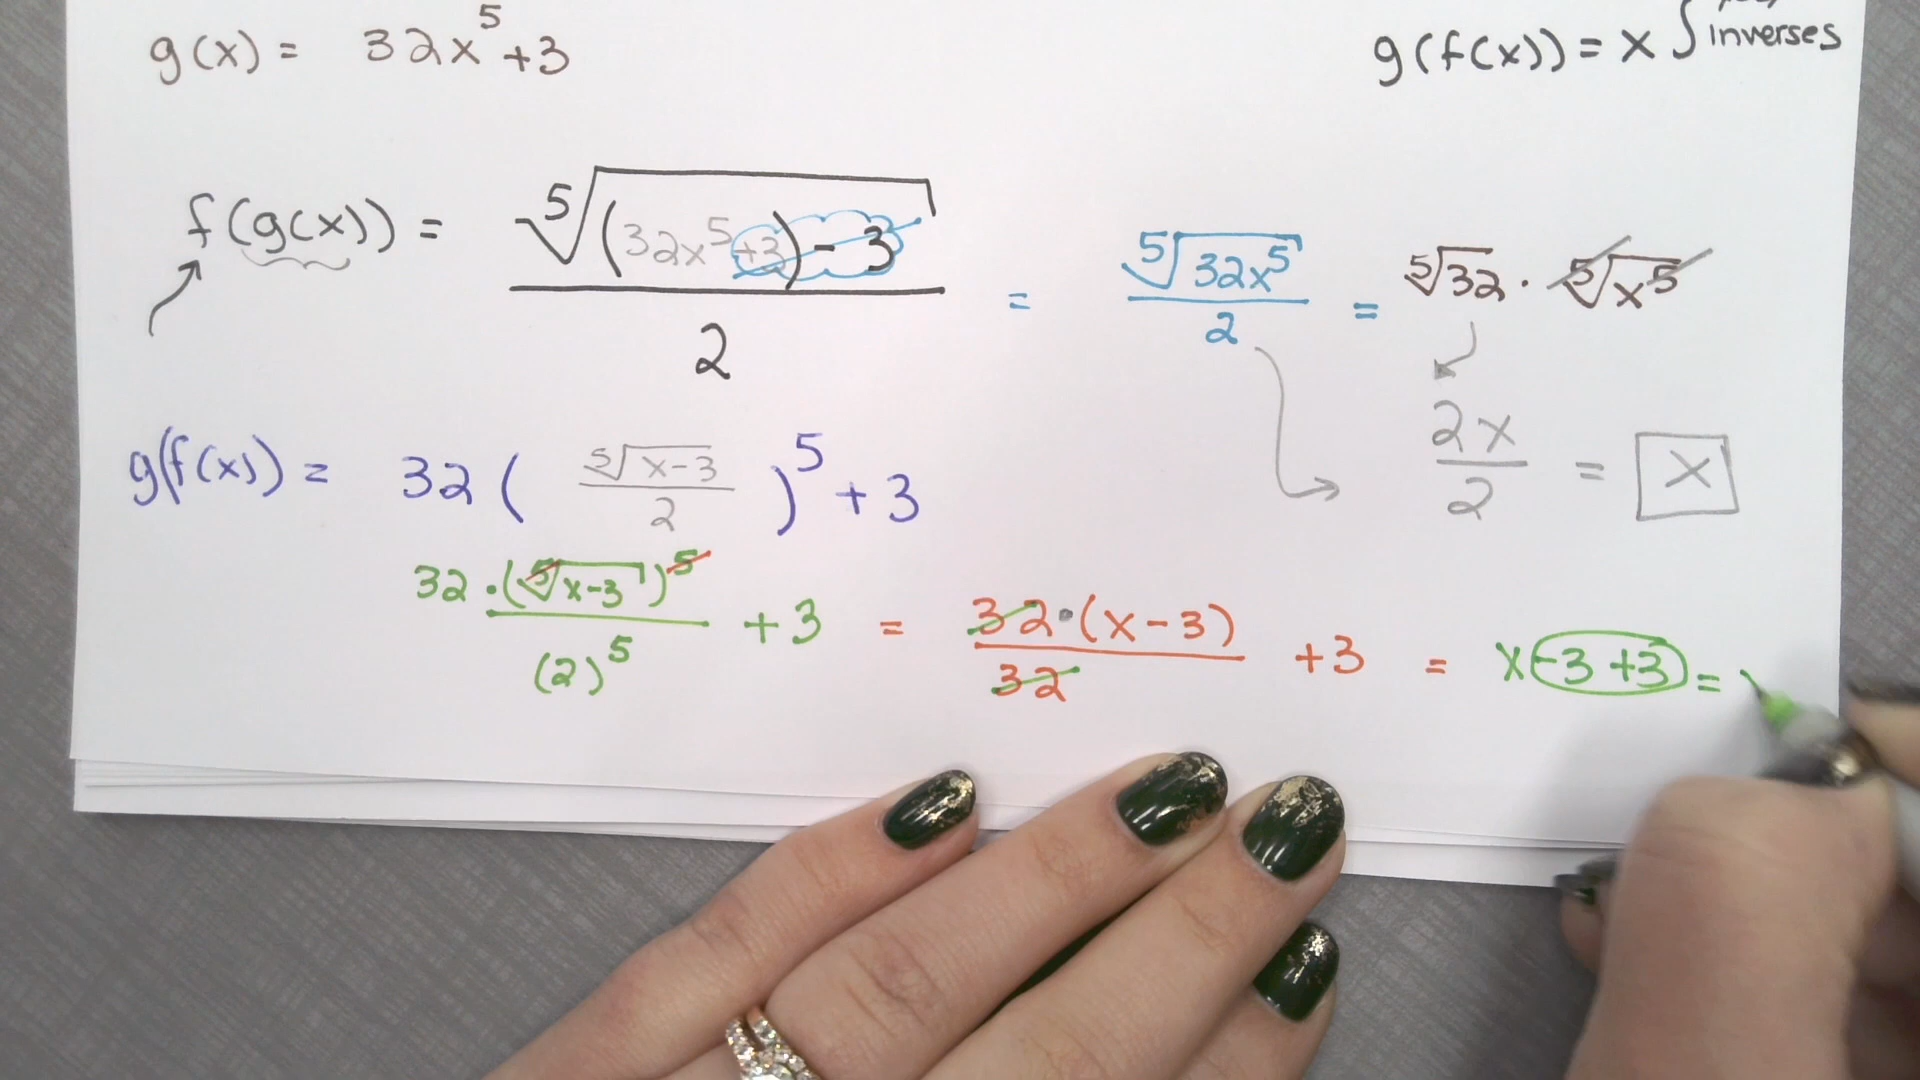 g(x) = 32x⁵+3
g(f(x)) = x } inverses
f(g(x)) = ⁵√((32x⁵+3)-3) / 2 = ⁵√(32x⁵) / 2 = ⁵√32 · ⁵√x⁵
2x / 2 = x
g(f(x)) = 32 ( ⁵√(x-3) / 2 )⁵ + 3
32 · (⁵√(x-3))⁵ / (2)⁵ + 3 = 32·(x-3) / 32 + 3 = x -3 +3 =